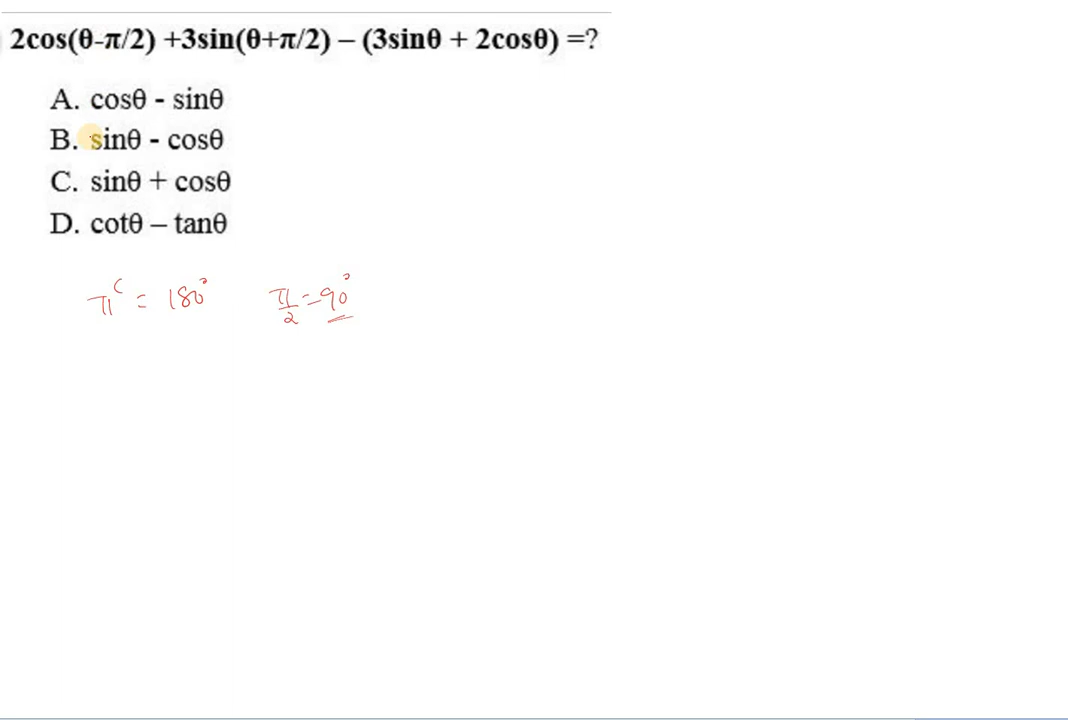 2cos(θ-π/2) +3sin(θ+π/2) – (3sinθ + 2cosθ) =?
A. cosθ - sinθ
B. sinθ - cosθ
C. sinθ + cosθ
D. cotθ – tanθ
π^c = 180° π/2 = 90°